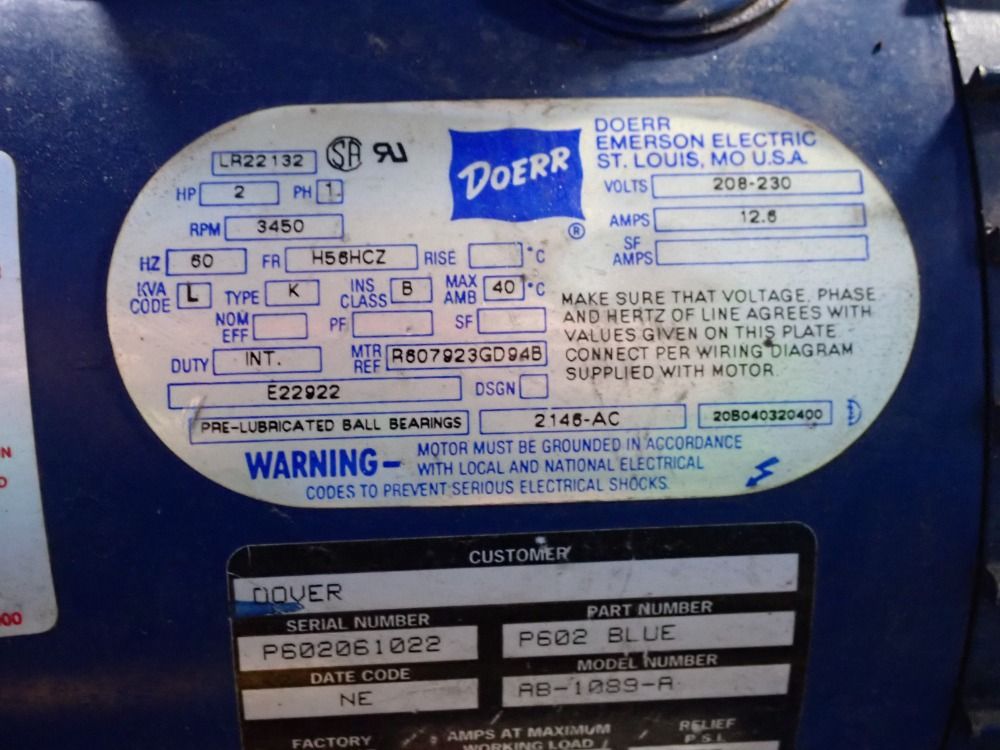 LR22132 SA UR
DOERR
DOERR
EMERSON ELECTRIC
ST. LOUIS, MO U.S.A.
HP 2 PH 1
VOLTS 208-230
RPM 3450
AMPS 12.6
HZ 60 FR H56HCZ RISE °C
SF AMPS
KVA CODE L TYPE K INS CLASS B MAX AMB 40 °C
NOM EFF PF SF
DUTY INT. MTR REF R607923GD94B
E22922 DSGN
MAKE SURE THAT VOLTAGE, PHASE
AND HERTZ OF LINE AGREES WITH
VALUES GIVEN ON THIS PLATE
CONNECT PER WIRING DIAGRAM
SUPPLIED WITH MOTOR
PRE-LUBRICATED BALL BEARINGS 2146-AC 20B040320400
WARNING- MOTOR MUST BE GROUNDED IN ACCORDANCE
WITH LOCAL AND NATIONAL ELECTRICAL
CODES TO PREVENT SERIOUS ELECTRICAL SHOCKS.
CUSTOMER
DOVER
SERIAL NUMBER PART NUMBER
P602061022 P602 BLUE
DATE CODE MODEL NUMBER
NE AB-1089-A
FACTORY AMPS AT MAXIMUM RELIEF
WORKING LOAD P.S.I.